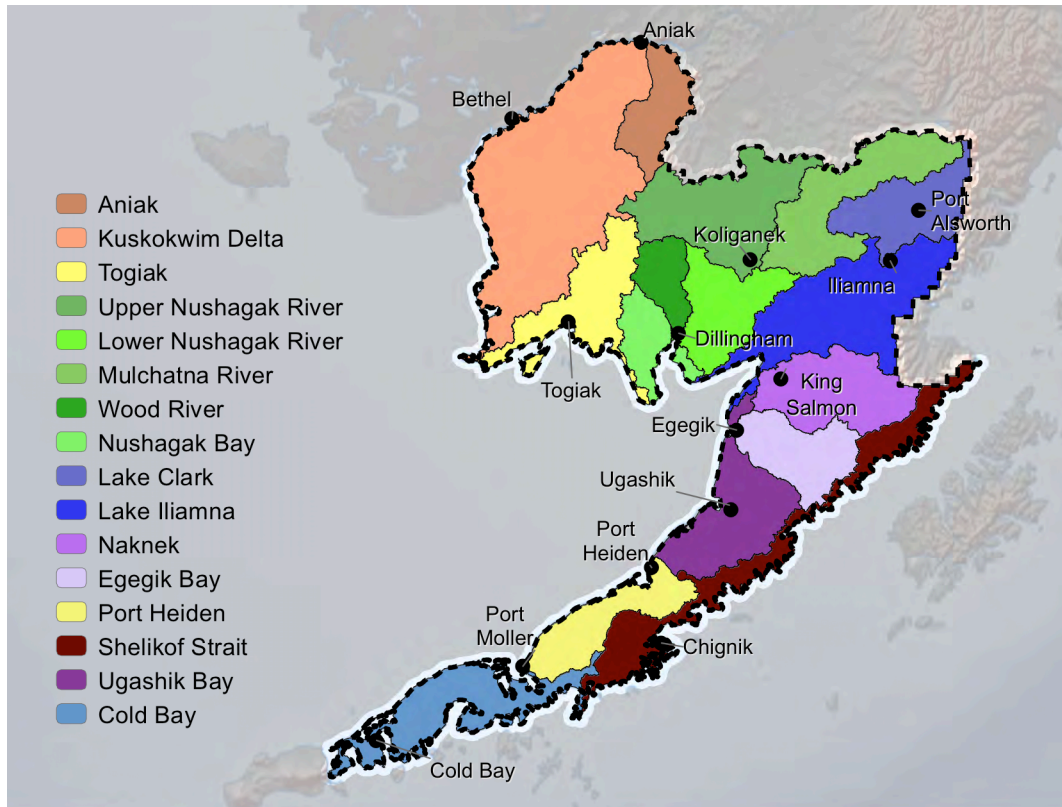 Aniak
Bethel
Port
Alsworth
Koliganek
Iliamna
Dillingham
Togiak
King
Salmon
Egegik
Ugashik
Port
Heiden
Port
Moller
Chignik
Cold Bay
Aniak
Kuskokwim Delta
Togiak
Upper Nushagak River
Lower Nushagak River
Mulchatna River
Wood River
Nushagak Bay
Lake Clark
Lake Iliamna
Naknek
Egegik Bay
Port Heiden
Shelikof Strait
Ugashik Bay
Cold Bay